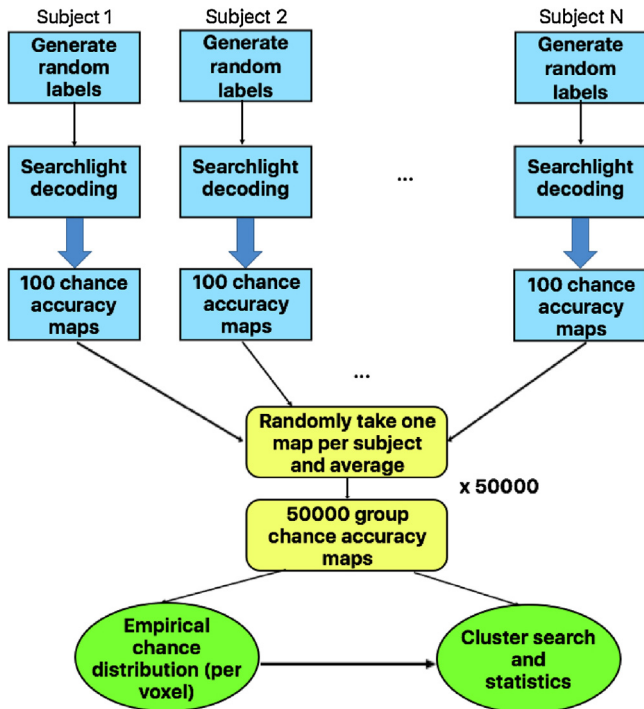 Subject 1
Subject 2
Subject N
Generate
random
labels
Generate
random
labels
Generate
random
labels
Searchlight
decoding
Searchlight
decoding
...
Searchlight
decoding
100 chance
accuracy
maps
100 chance
accuracy
maps
100 chance
accuracy
maps
...
Randomly take one
map per subject
and average
x 50000
50000 group
chance accuracy
maps
Empirical
chance
distribution (per
voxel)
Cluster search
and
statistics